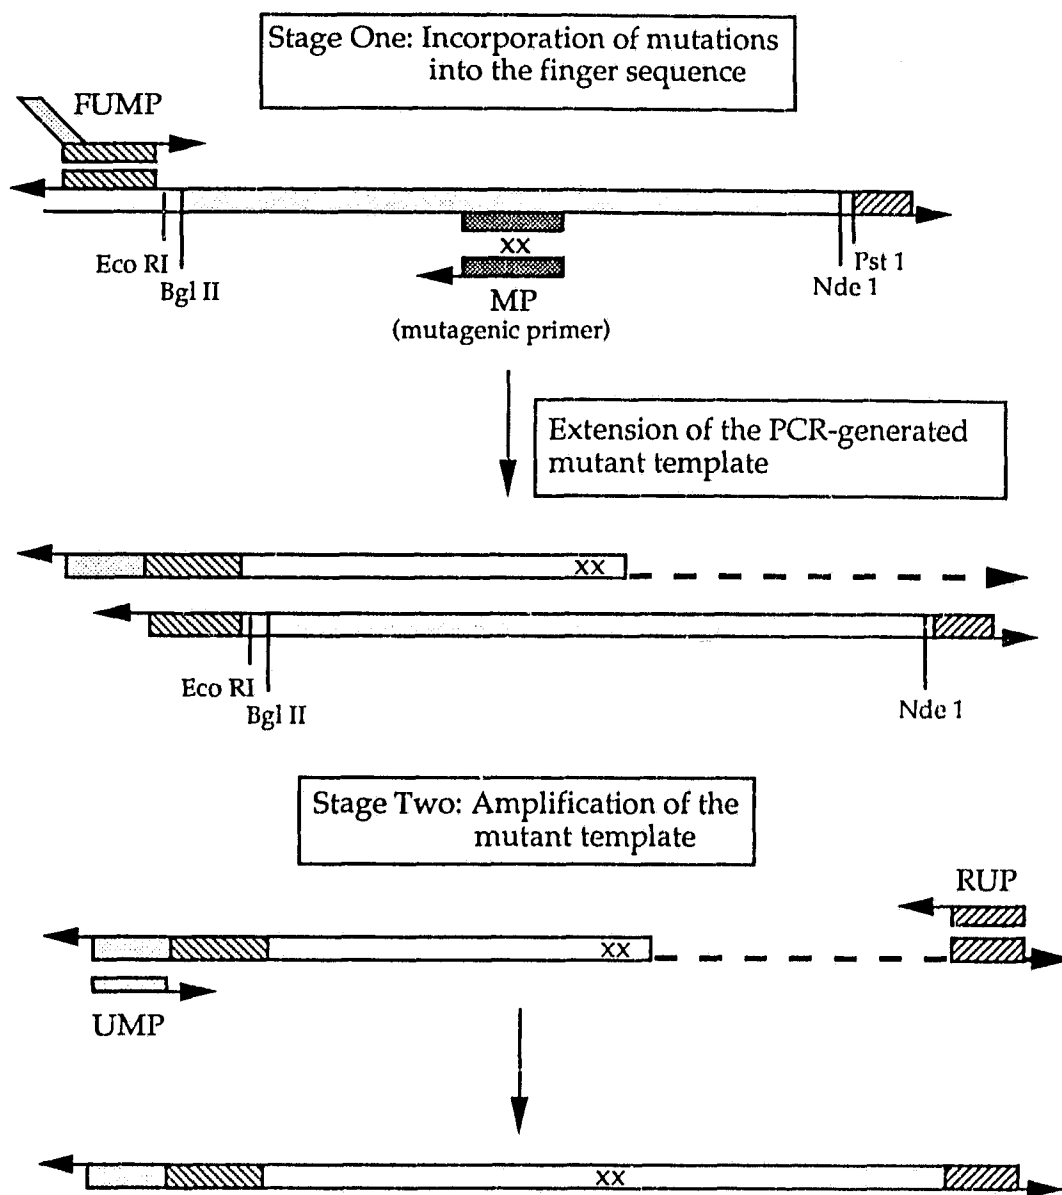 Stage One: Incorporation of mutations
into the finger sequence
FUMP
Eco RI
Bgl II
xx
MP
(mutagenic primer)
Pst 1
Nde 1
Extension of the PCR-generated
mutant template
xx
Eco RI
Bgl II
Nde 1
Stage Two: Amplification of the
mutant template
RUP
xx
UMP
xx